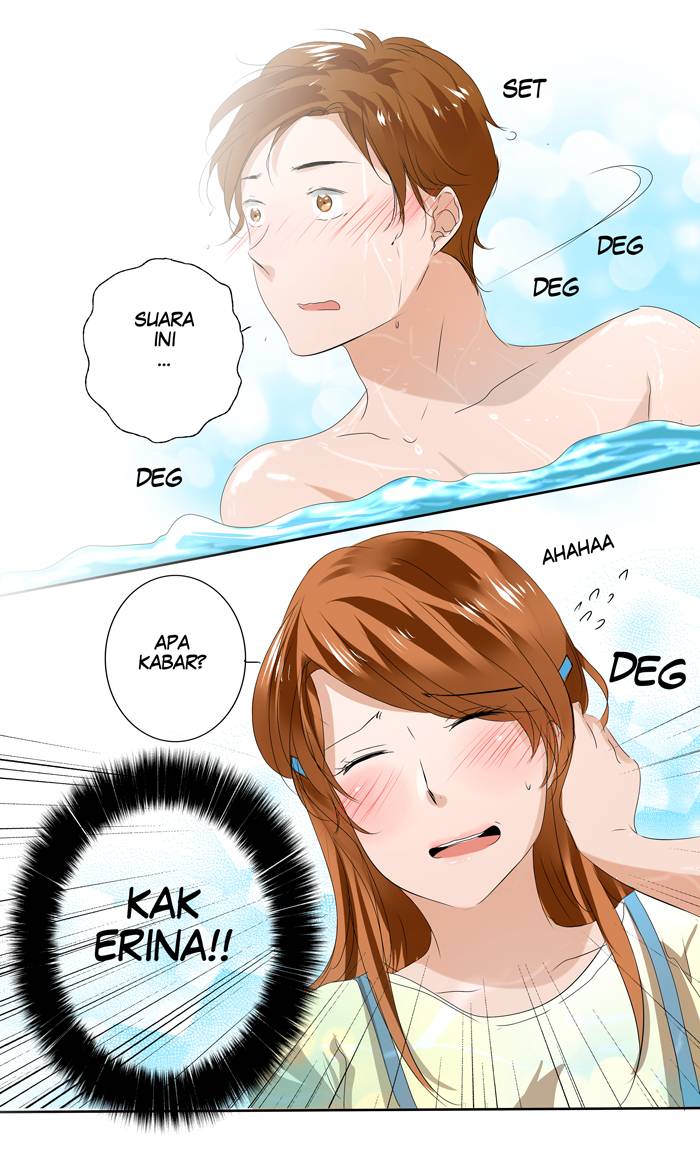 SET
DEG
DEG
SUARA
INI
...
DEG
AHAHAA
APA
KABAR?
DEG
KAK
ERINA!!